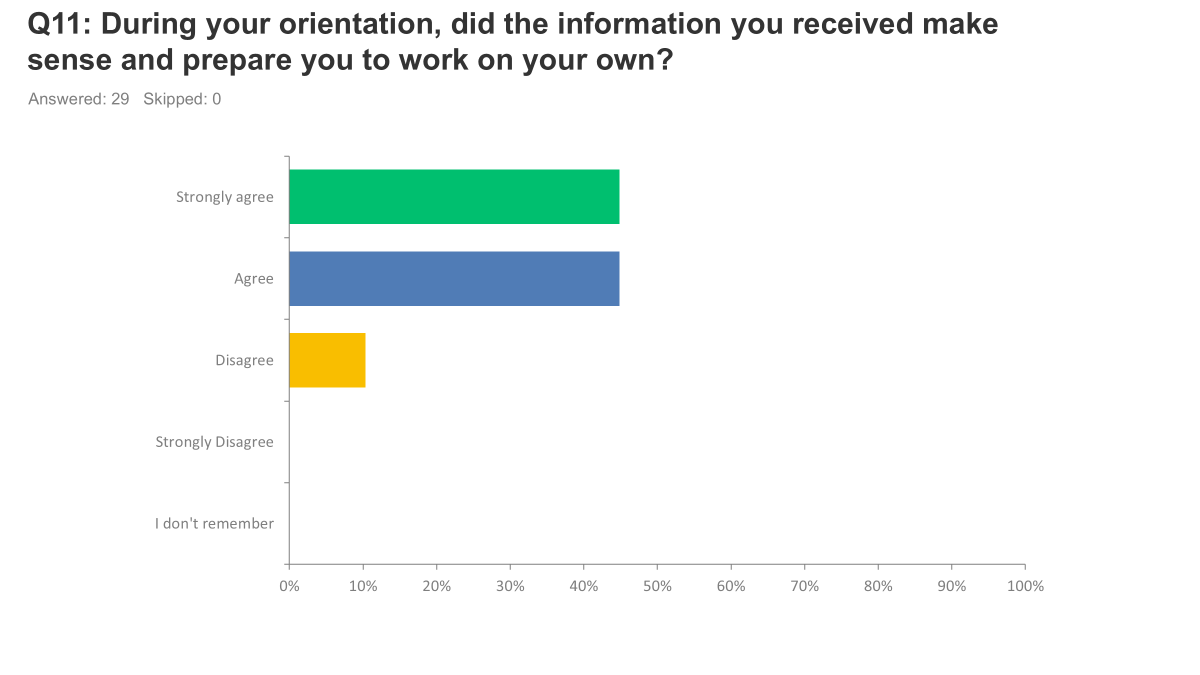 Q11: During your orientation, did the information you received make
sense and prepare you to work on your own?
Answered: 29 Skipped: 0
Strongly agree
Agree
Disagree
Strongly Disagree
I don't remember
0% 10% 20% 30% 40% 50% 60% 70% 80% 90% 100%